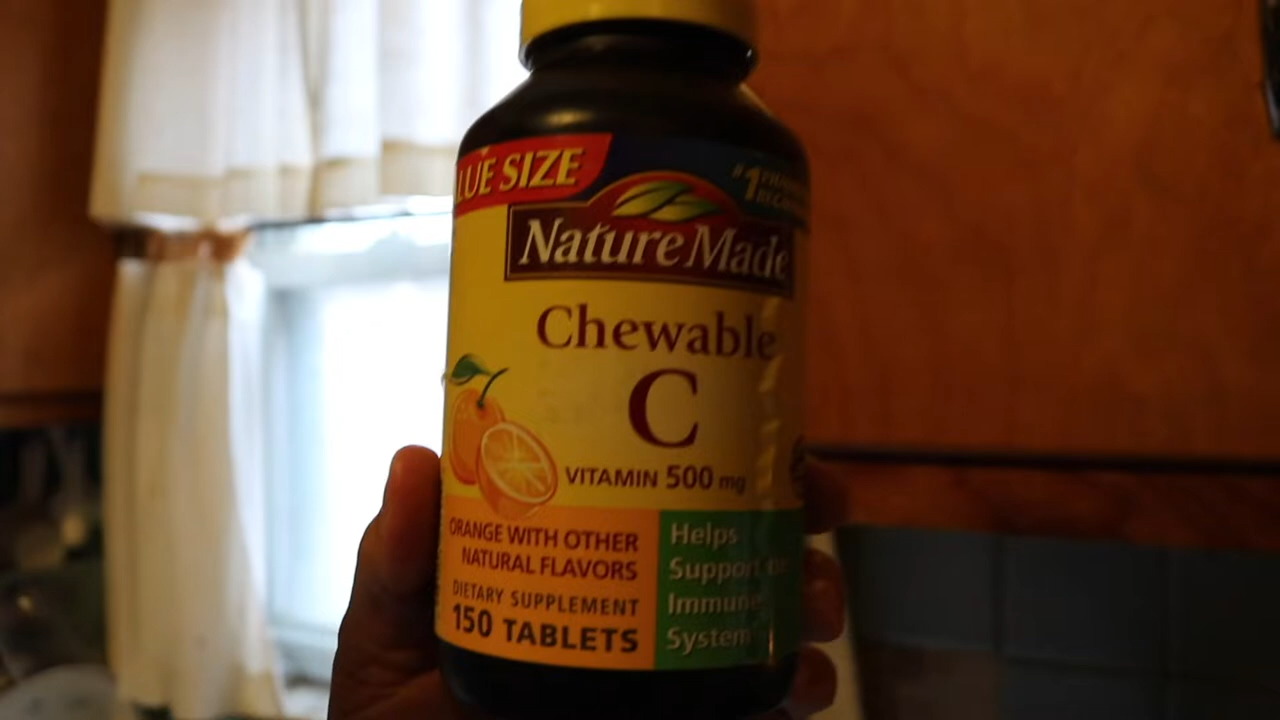 LUE SIZE
#1
NatureMade
Chewable
C
VITAMIN 500 mg
ORANGE WITH OTHER
NATURAL FLAVORS
DIETARY SUPPLEMENT
150 TABLETS
Helps
Support
Immune
System